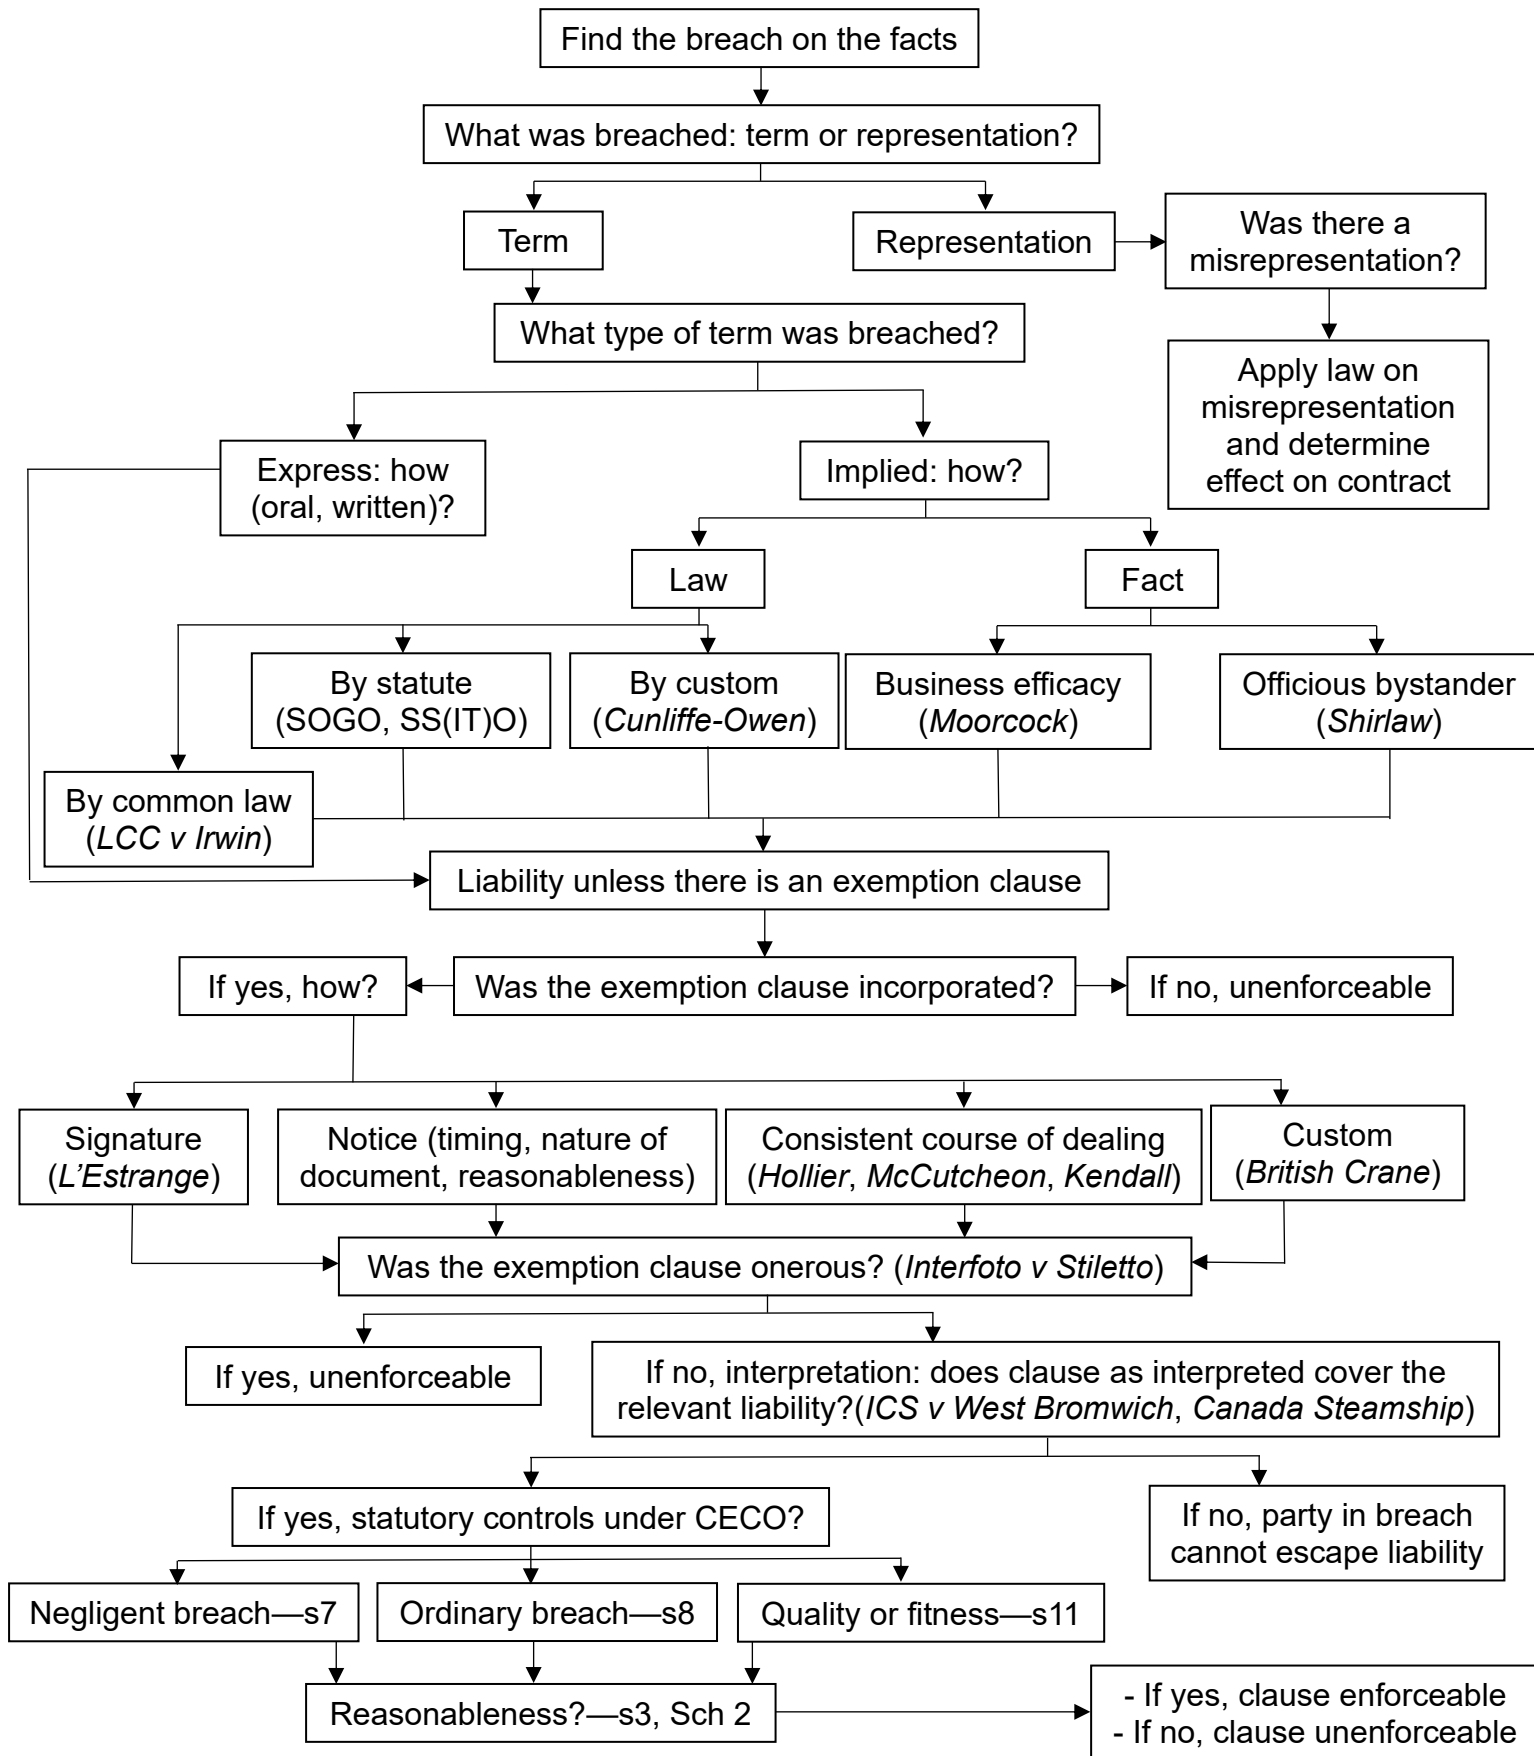 Find the breach on the facts
What was breached: term or representation?
Term
Representation
Was there a
misrepresentation?
What type of term was breached?
Apply law on
misrepresentation
and determine
effect on contract
Express: how
(oral, written)?
Implied: how?
Law
Fact
By statute
(SOGO, SS(IT)O)
By custom
(Cunliffe-Owen)
Business efficacy
(Moorcock)
Officious bystander
(Shirlaw)
By common law
(LCC v Irwin)
Liability unless there is an exemption clause
If yes, how?
Was the exemption clause incorporated?
If no, unenforceable
Signature
(L’Estrange)
Notice (timing, nature of
document, reasonableness)
Consistent course of dealing
(Hollier, McCutcheon, Kendall)
Custom
(British Crane)
Was the exemption clause onerous? (Interfoto v Stiletto)
If yes, unenforceable
If no, interpretation: does clause as interpreted cover the
relevant liability?(ICS v West Bromwich, Canada Steamship)
If yes, statutory controls under CECO?
If no, party in breach
cannot escape liability
Negligent breach—s7
Ordinary breach—s8
Quality or fitness—s11
Reasonableness?—s3, Sch 2
- If yes, clause enforceable
- If no, clause unenforceable